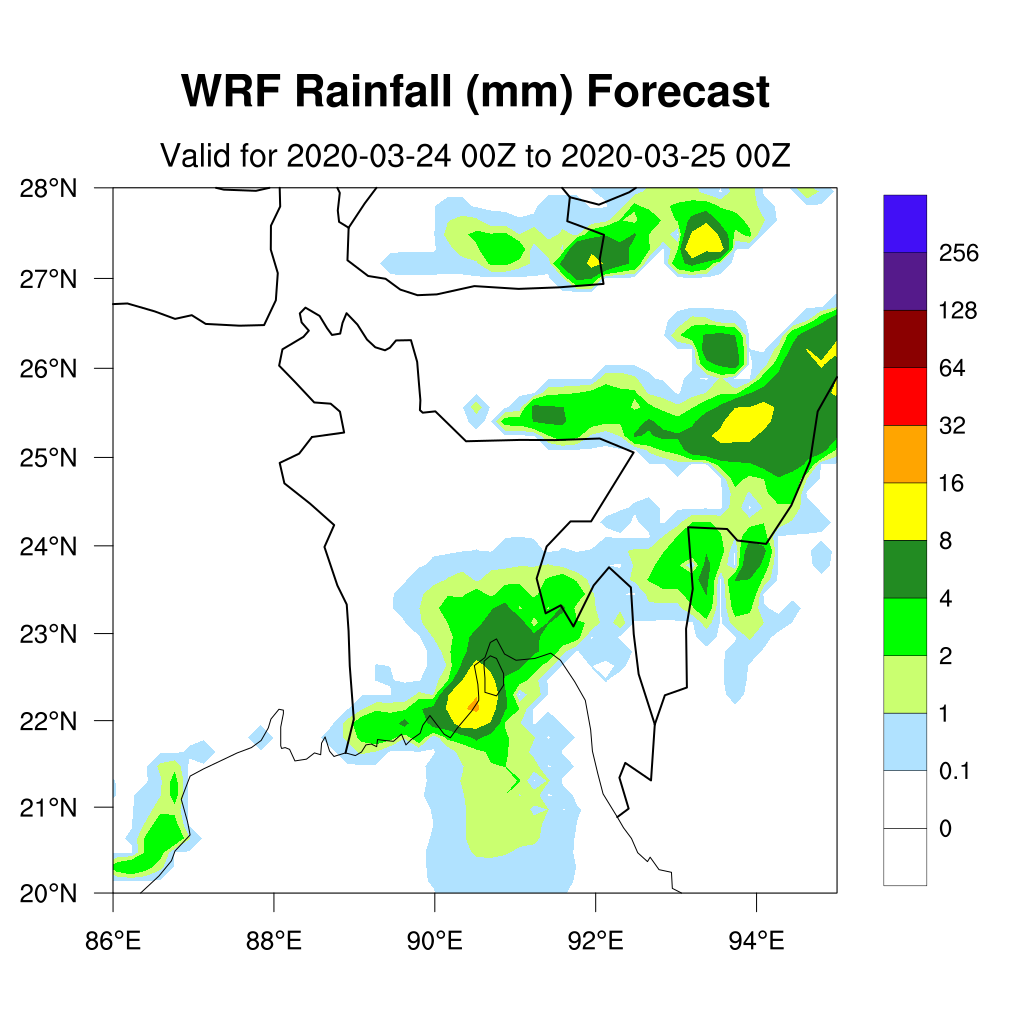 WRF Rainfall (mm) Forecast
Valid for 2020-03-24 00Z to 2020-03-25 00Z
28°N
27°N
26°N
25°N
24°N
23°N
22°N
21°N
20°N
86°E 88°E 90°E 92°E 94°E
256
128
64
32
16
8
4
2
1
0.1
0